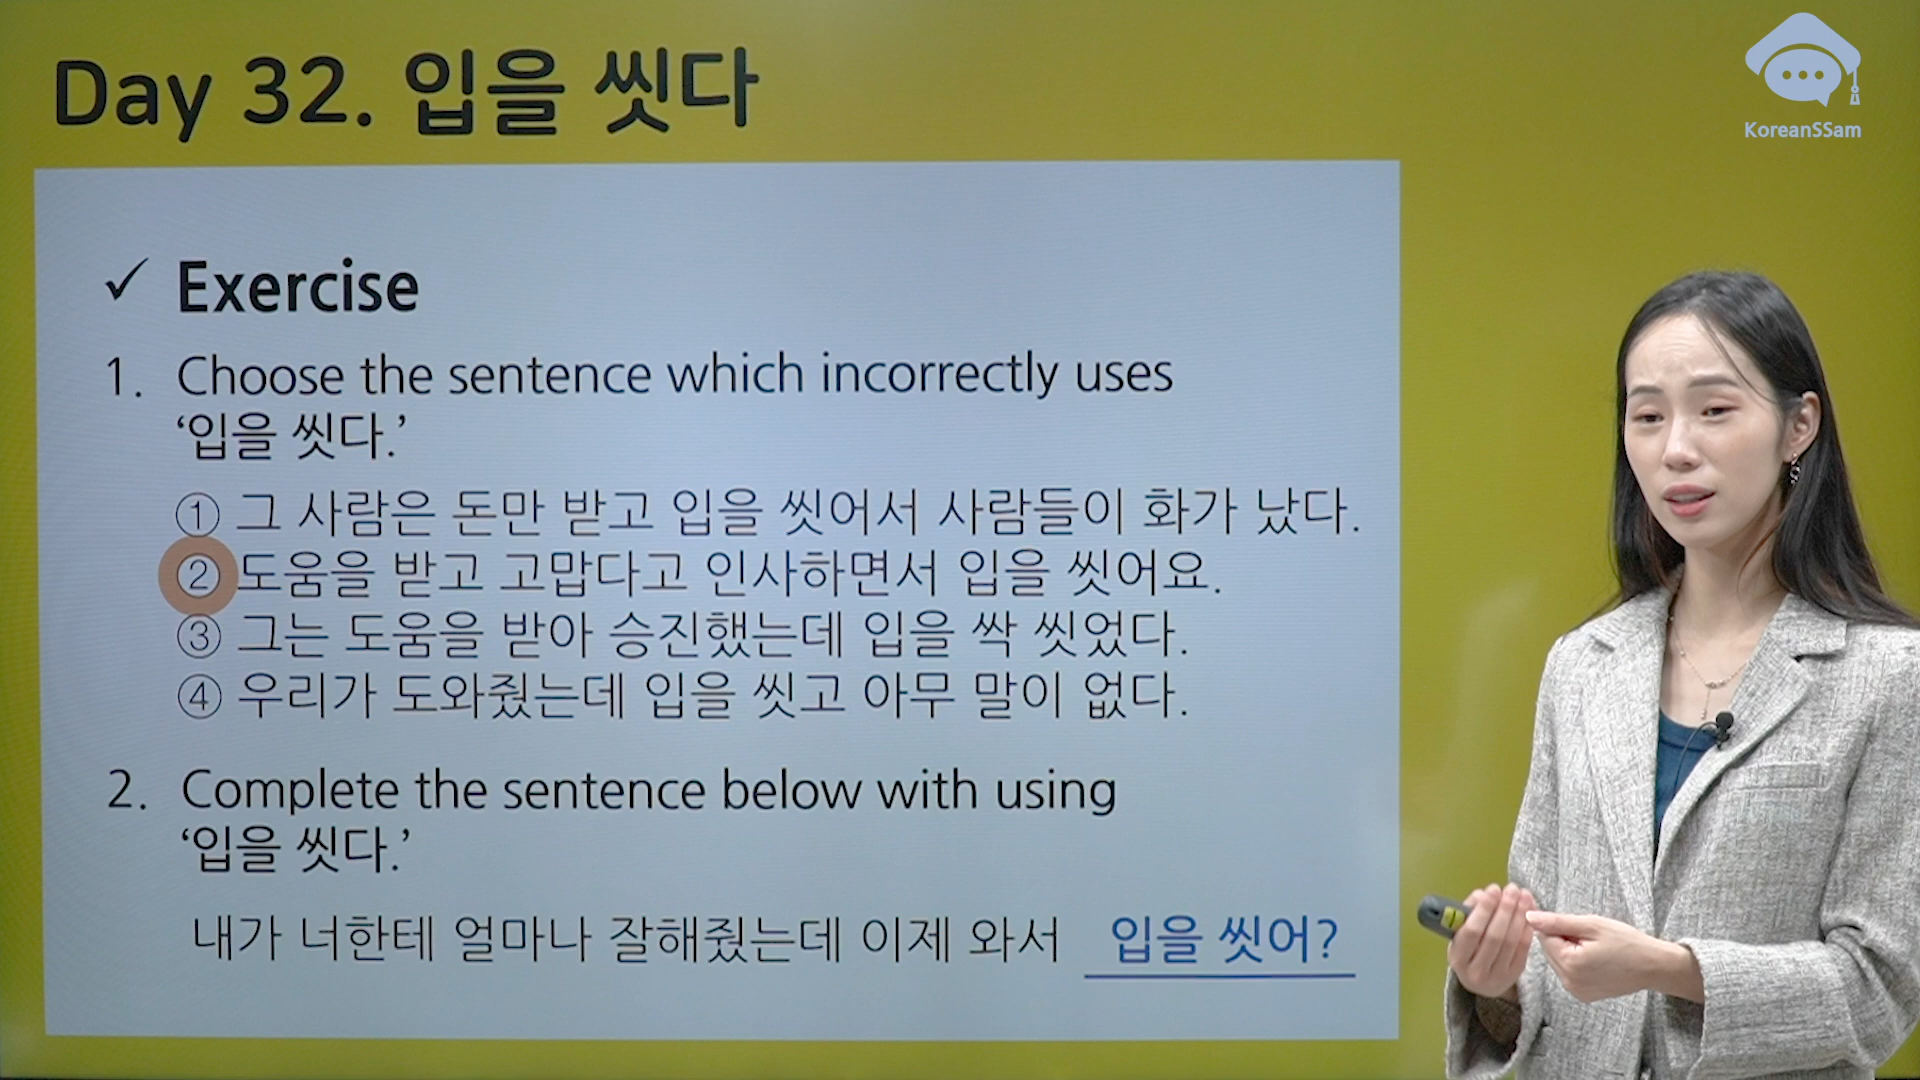 Day 32. 입을 씻다
KoreanSSam
✓ Exercise
1. Choose the sentence which incorrectly uses
‘입을 씻다.’
① 그 사람은 돈만 받고 입을 씻어서 사람들이 화가 났다.
② 도움을 받고 고맙다고 인사하면서 입을 씻어요.
③ 그는 도움을 받아 승진했는데 입을 싹 씻었다.
④ 우리가 도와줬는데 입을 씻고 아무 말이 없다.
2. Complete the sentence below with using
‘입을 씻다.’
내가 너한테 얼마나 잘해줬는데 이제 와서 입을 씻어?